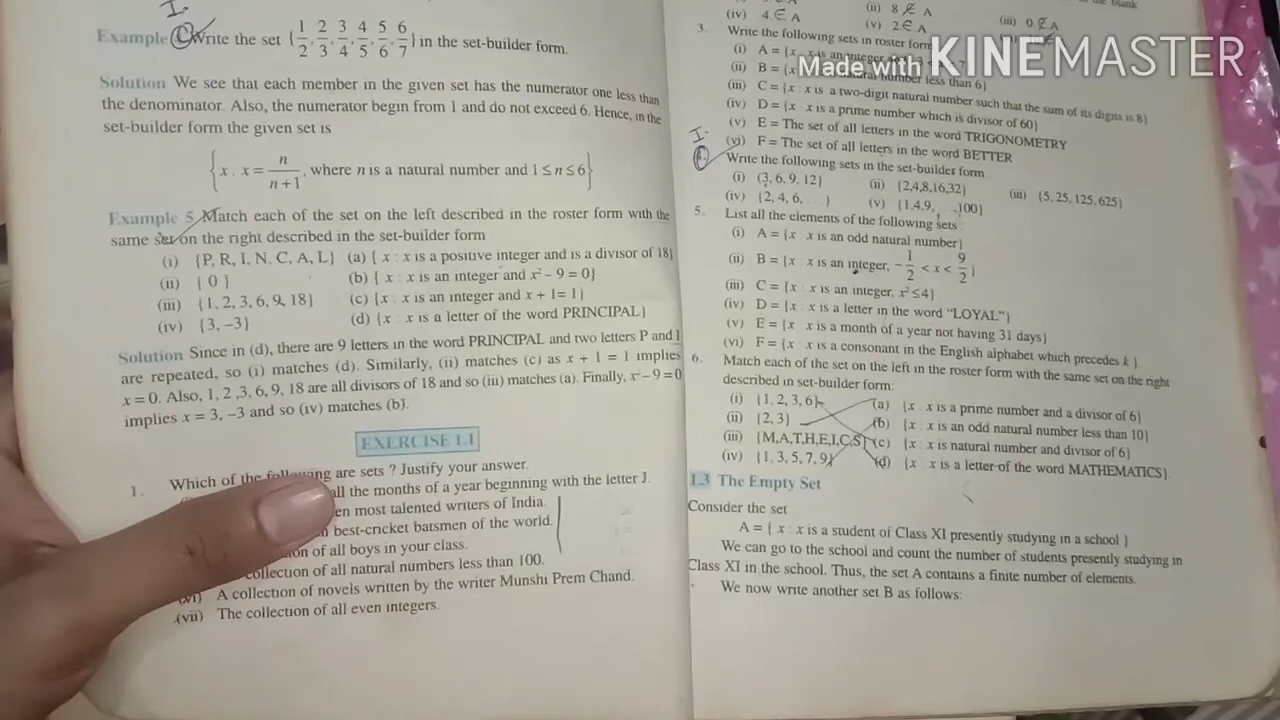 I.
Example Write the set {1/2, 2/3, 3/4, 4/5, 5/6, 6/7} in the set-builder form.
Solution We see that each member in the given set has the numerator one less than
the denominator. Also, the numerator begin from 1 and do not exceed 6. Hence, in the
set-builder form the given set is
{x : x = n/n+1, where n is a natural number and 1 ≤ n ≤ 6}
Example 5 Match each of the set on the left described in the roster form with the
same set on the right described in the set-builder form
(i) {P, R, I, N, C, A, L} (a) { x : x is a positive integer and is a divisor of 18}
(ii) { 0 } (b) { x : x is an integer and x² – 9 = 0}
(iii) {1, 2, 3, 6, 9, 18} (c) {x : x is an integer and x + 1 = 1}
(iv) {3, –3} (d) {x : x is a letter of the word PRINCIPAL}
Solution Since in (d), there are 9 letters in the word PRINCIPAL and two letters P and I
are repeated, so (i) matches (d). Similarly, (ii) matches (c) as x + 1 = 1 implies
x = 0. Also, 1, 2 ,3, 6, 9, 18 are all divisors of 18 and so (iii) matches (a). Finally, x² – 9 = 0
implies x = 3, –3 and so (iv) matches (b).
EXERCISE 1.1
1. Which of the following are sets ? Justify your answer.
all the months of a year beginning with the letter J.
most talented writers of India.
best-cricket batsmen of the world.
of all boys in your class.
collection of all natural numbers less than 100.
A collection of novels written by the writer Munshi Prem Chand.
(vii) The collection of all even integers.
blank
(ii) 8 ∉ A (iii) 0 ∉ A
(iv) 4 ∈ A (v) 2 ∈ A
3. Write the following sets in roster form
(i) A = {x : x is an integer
Made with KINEMASTER
(ii) B = {x natural number less than 6}
(iii) C = {x : x is a two-digit natural number such that the sum of its digits is 8}
(iv) D = {x : x is a prime number which is divisor of 60}
(v) E = The set of all letters in the word TRIGONOMETRY
I.
(vi) F = The set of all letters in the word BETTER
Write the following sets in the set-builder form
(i) (3, 6, 9, 12} (ii) {2,4,8,16,32} (iii) {5, 25, 125, 625}
(iv) {2, 4, 6, . . .} (v) {1,4,9, . . .,100}
5. List all the elements of the following sets
(i) A = {x : x is an odd natural number}
(ii) B = {x : x is an integer, –1/2 < x < 9/2 }
(iii) C = {x : x is an integer, x² ≤ 4}
(iv) D = {x : x is a letter in the word "LOYAL"}
(v) E = {x : x is a month of a year not having 31 days}
(vi) F = {x : x is a consonant in the English alphabet which precedes k }
6. Match each of the set on the left in the roster form with the same set on the right
described in set-builder form:
(i) {1, 2, 3, 6} (a) {x : x is a prime number and a divisor of 6}
(ii) {2, 3} (b) {x : x is an odd natural number less than 10}
(iii) {M,A,T,H,E,I,C,S} (c) {x : x is natural number and divisor of 6}
(iv) {1, 3, 5, 7, 9} (d) {x : x is a letter of the word MATHEMATICS}
1.3 The Empty Set
Consider the set
A = { x : x is a student of Class XI presently studying in a school }
We can go to the school and count the number of students presently studying in
Class XI in the school. Thus, the set A contains a finite number of elements.
We now write another set B as follows: